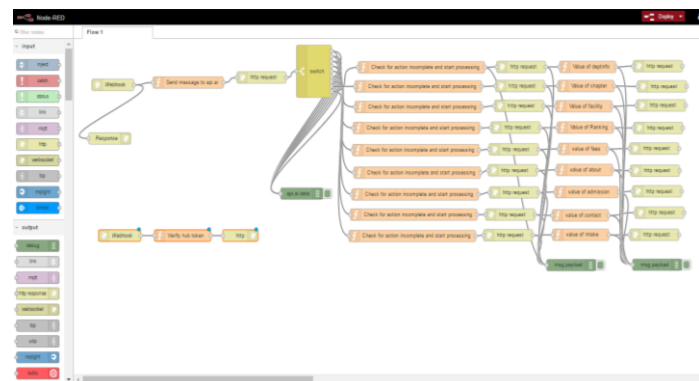 Node-RED
Deploy
filter nodes
Flow 1
input
inject
catch
status
link
mqtt
http
websocket
tcp
output
debug
link
mqtt
http response
websocket
tcp
udp
Webhook
Send message to api.ai
http request
switch
Response
api.ai data
Webhook
Verify hub token
http
Check for action incomplete and start processing
http request
Value of deptinfo
http request
Check for action incomplete and start processing
http request
Value of chapter
http request
Check for action incomplete and start processing
http request
Value of facility
http request
Check for action incomplete and start processing
http request
Value of Ranking
http request
Check for action incomplete and start processing
http request
value of fees
http request
Check for action incomplete and start processing
http request
value of about
http request
Check for action incomplete and start processing
http request
value of admission
http request
Check for action incomplete and start processing
http request
value of contact
http request
Check for action incomplete and start processing
http request
value of intake
http request
msg.payload
msg.payload